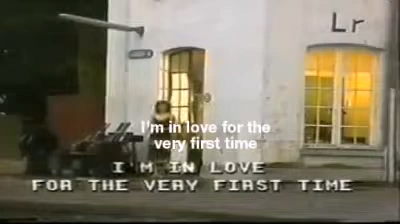 Lr
I'm in love for the
very first time
I'M IN LOVE
FOR THE VERY FIRST TIME